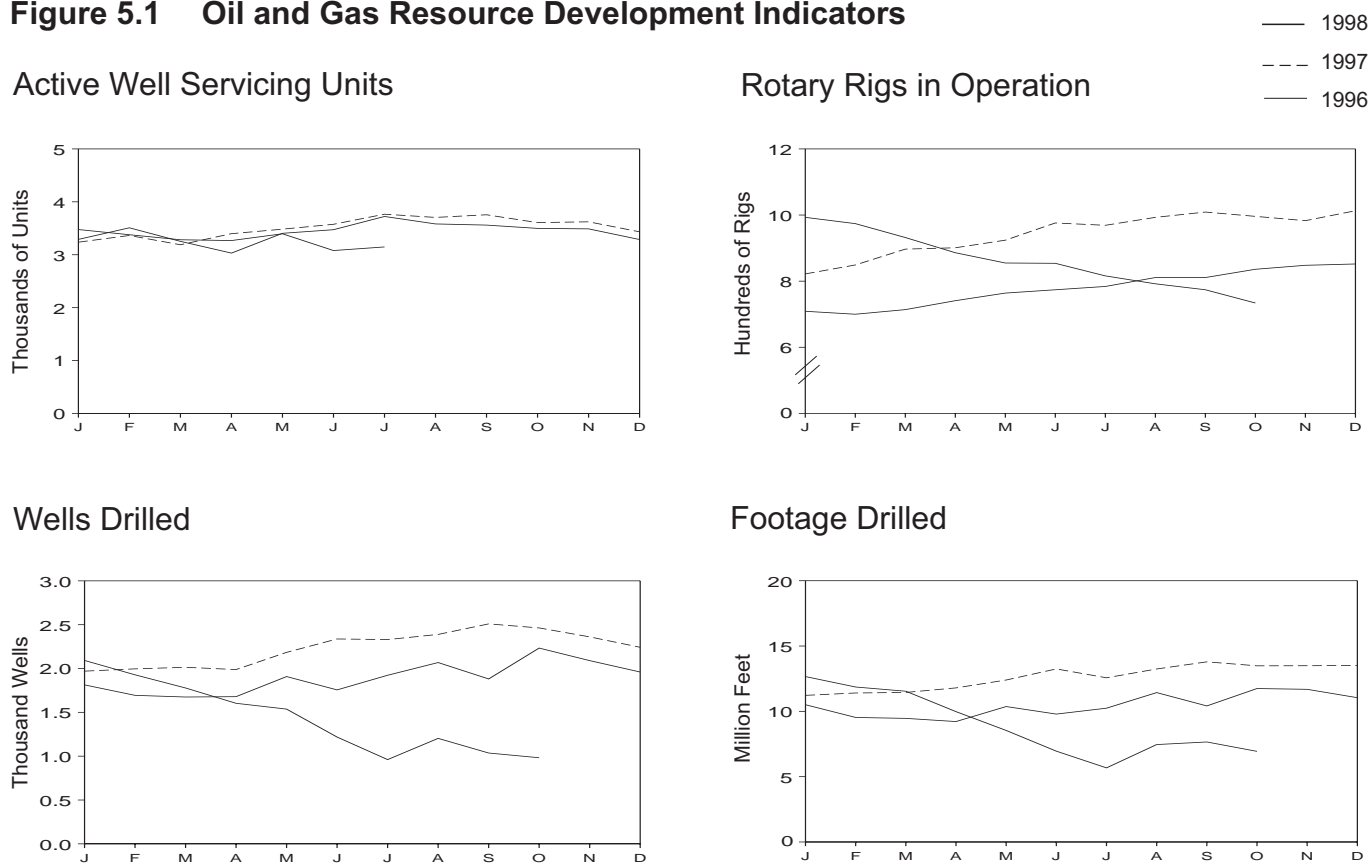 Figure 5.1 Oil and Gas Resource Development Indicators
1998
1997
1996
Active Well Servicing Units
Thousands of Units
5
4
3
2
1
0
J F M A M J J A S O N D
Rotary Rigs in Operation
Hundreds of Rigs
12
10
8
6
0
J F M A M J J A S O N D
Wells Drilled
Thousand Wells
3.0
2.5
2.0
1.5
1.0
0.5
0.0
J F M A M J J A S O N D
Footage Drilled
Million Feet
20
15
10
5
0
J F M A M J J A S O N D